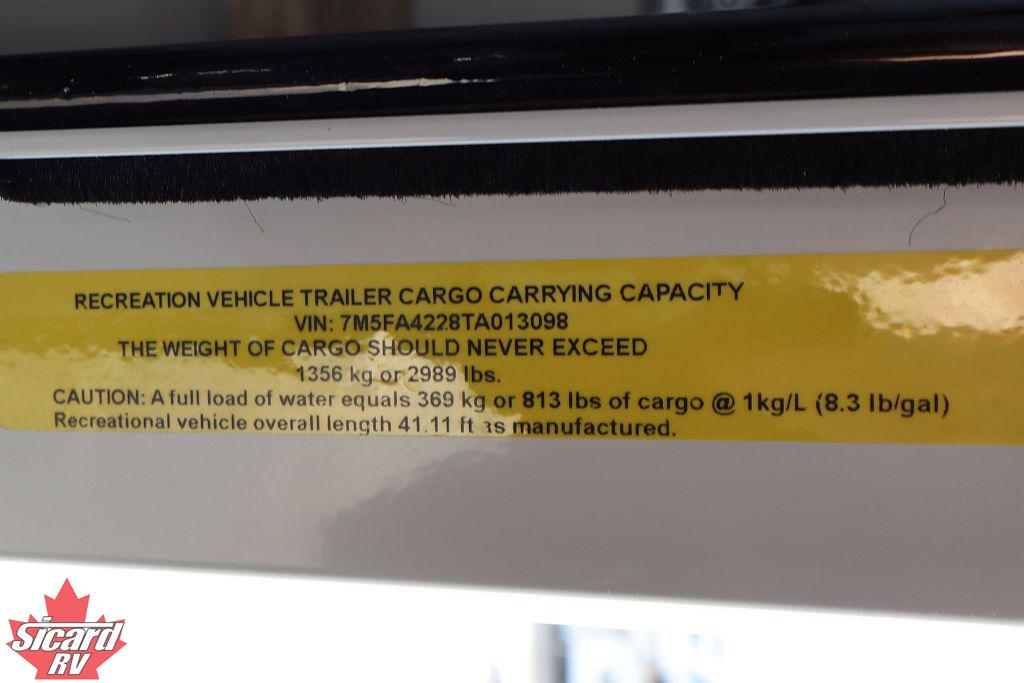 RECREATION VEHICLE TRAILER CARGO CARRYING CAPACITY
VIN: 7M5FA4228TA013098
THE WEIGHT OF CARGO SHOULD NEVER EXCEED
1356 kg or 2989 lbs.
CAUTION: A full load of water equals 369 kg or 813 lbs of cargo @ 1kg/L (8.3 lb/gal)
Recreational vehicle overall length 41.11 ft as manufactured.
Sicard
RV